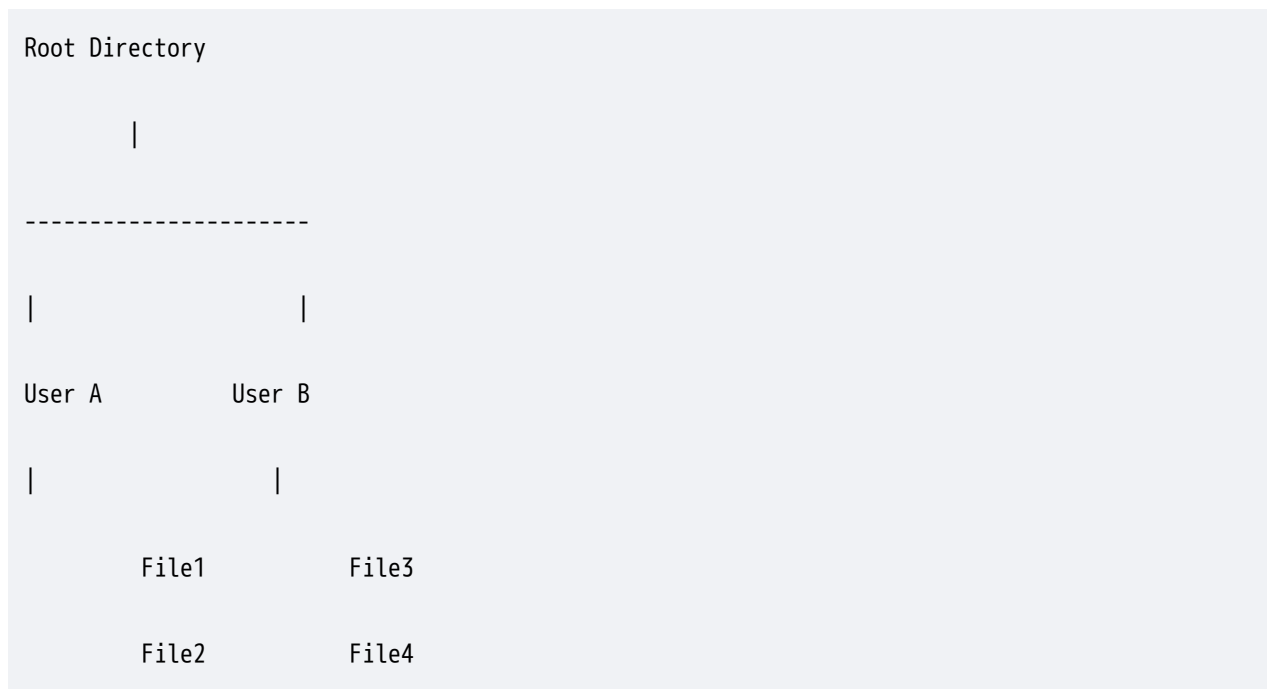 Root Directory
        |
----------------------
|                    |
User A          User B
|                  |
         File1           File3
         File2           File4